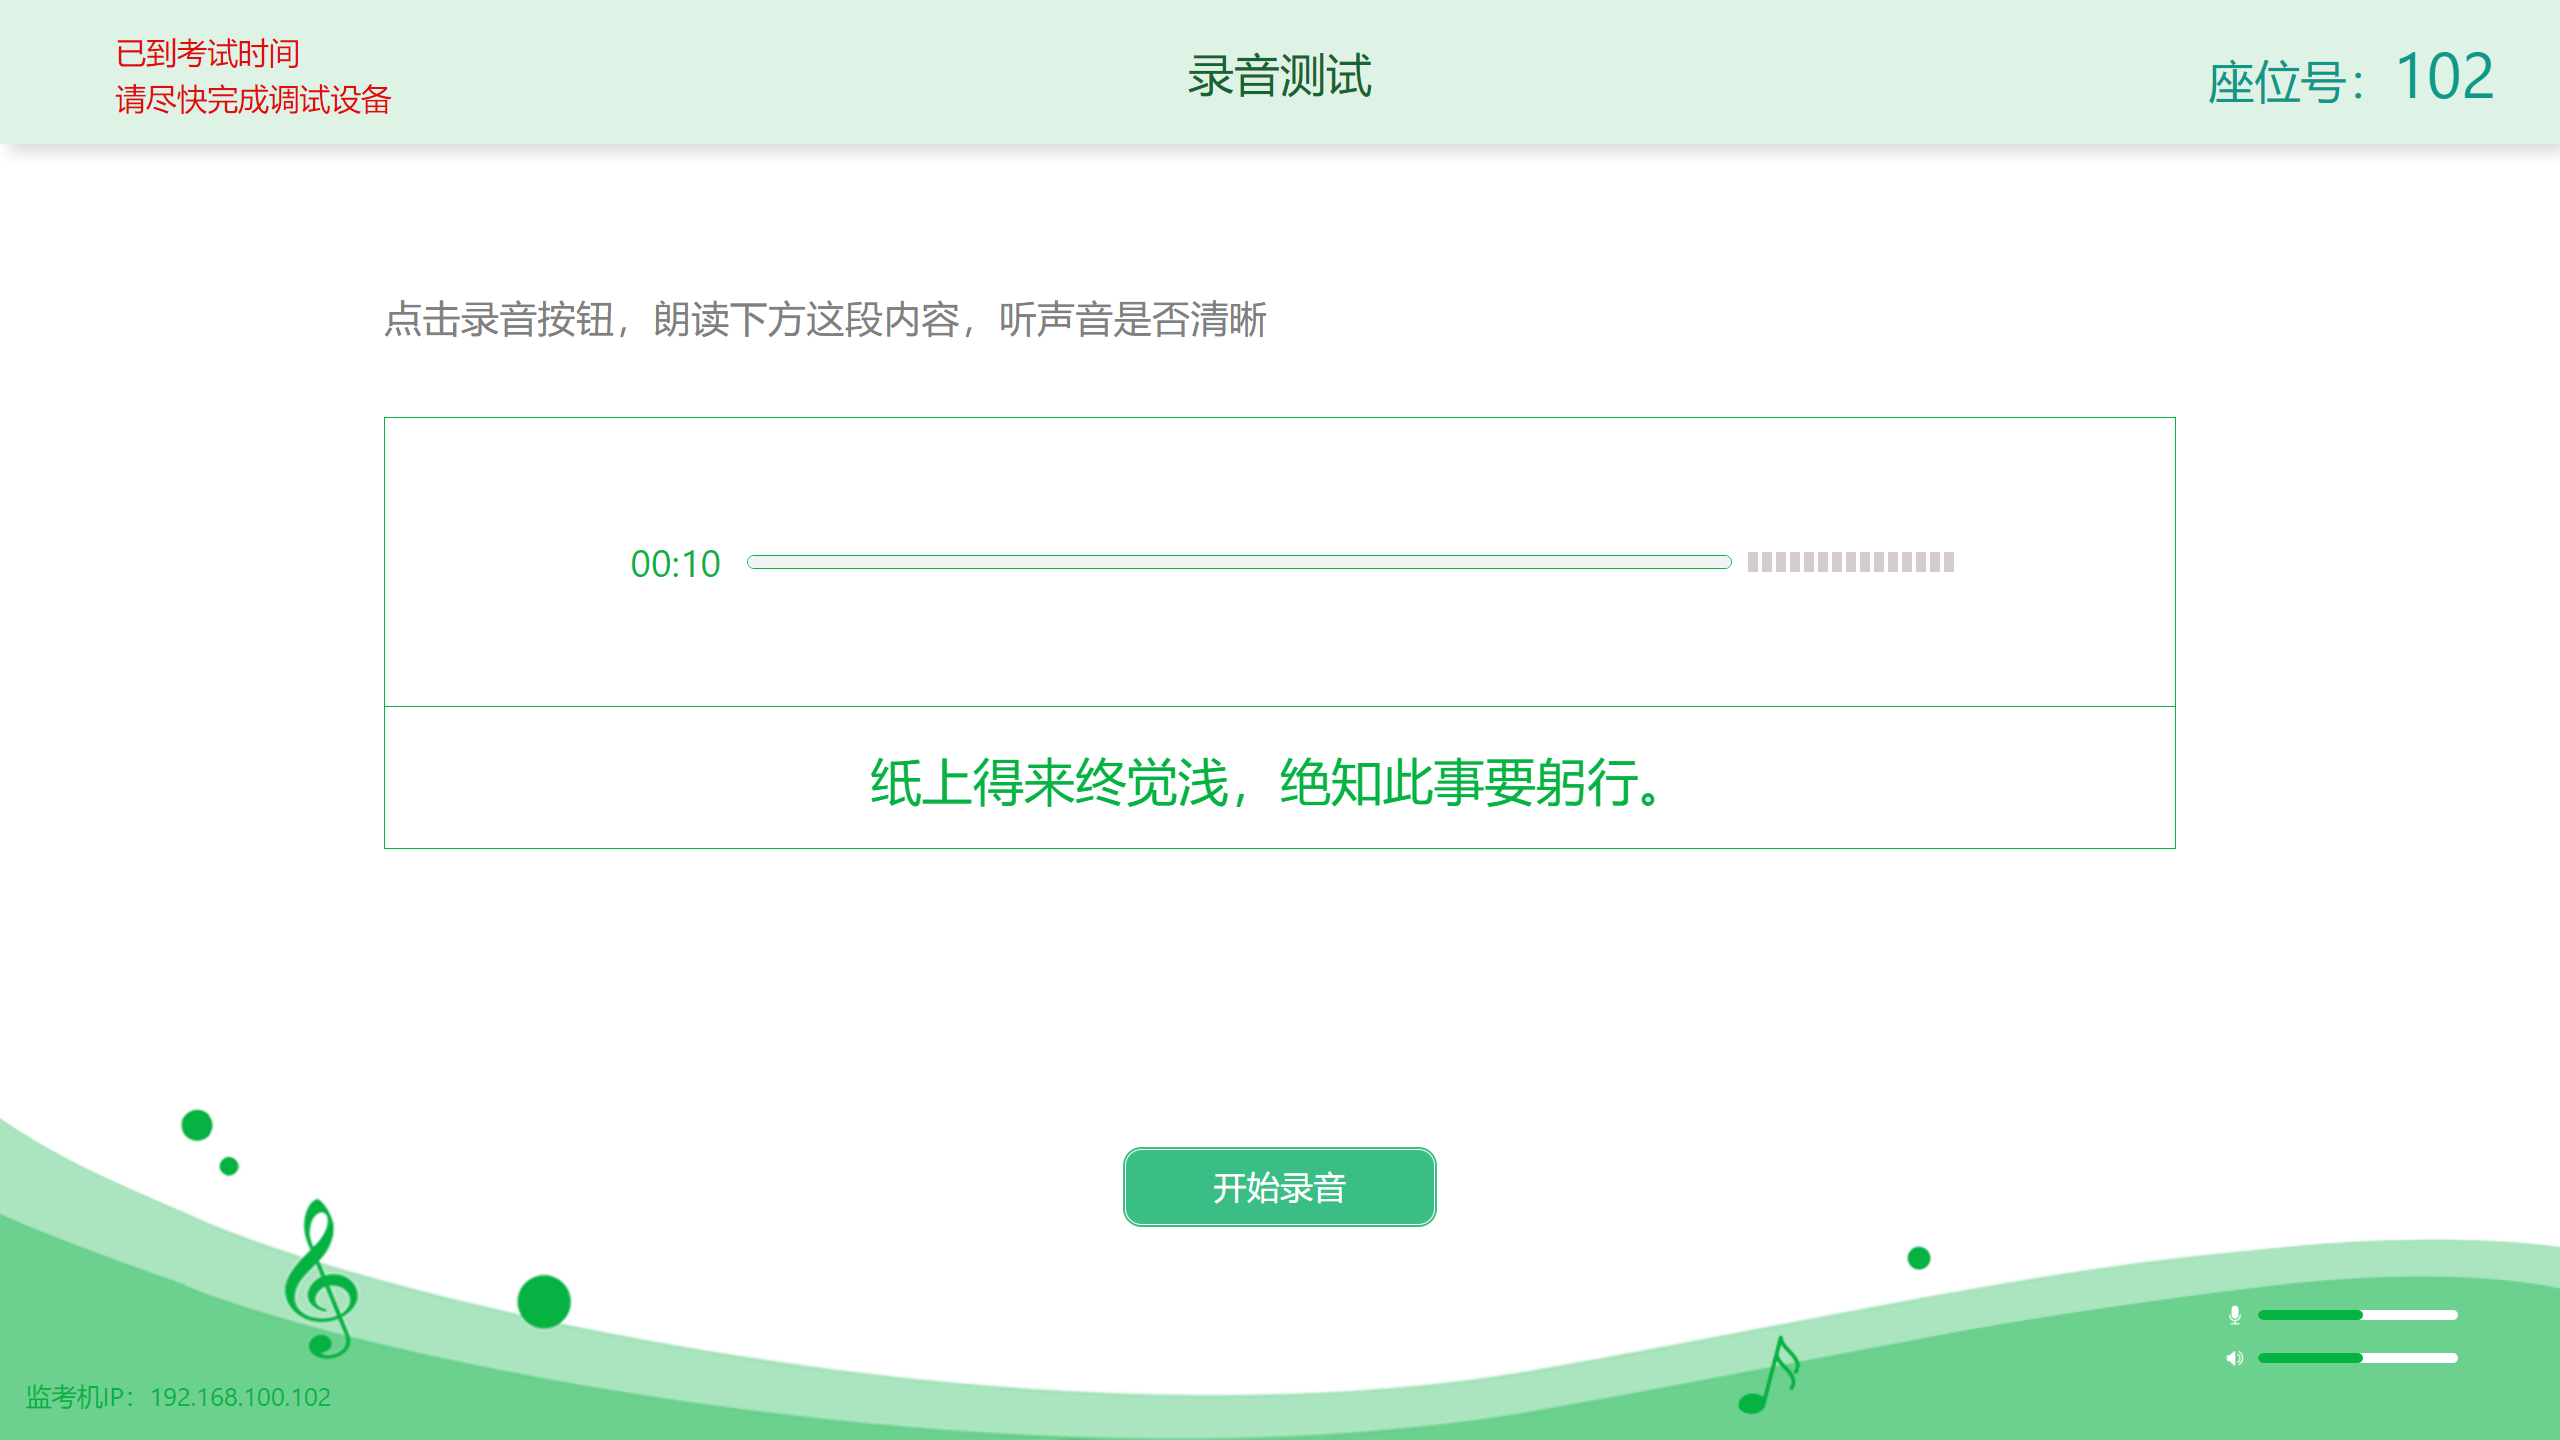 已到考试时间
请尽快完成调试设备
录音测试
座位号：102
点击录音按钮，朗读下方这段内容，听声音是否清晰
00:10
纸上得来终觉浅，绝知此事要躬行。
开始录音
监考机IP：192.168.100.102